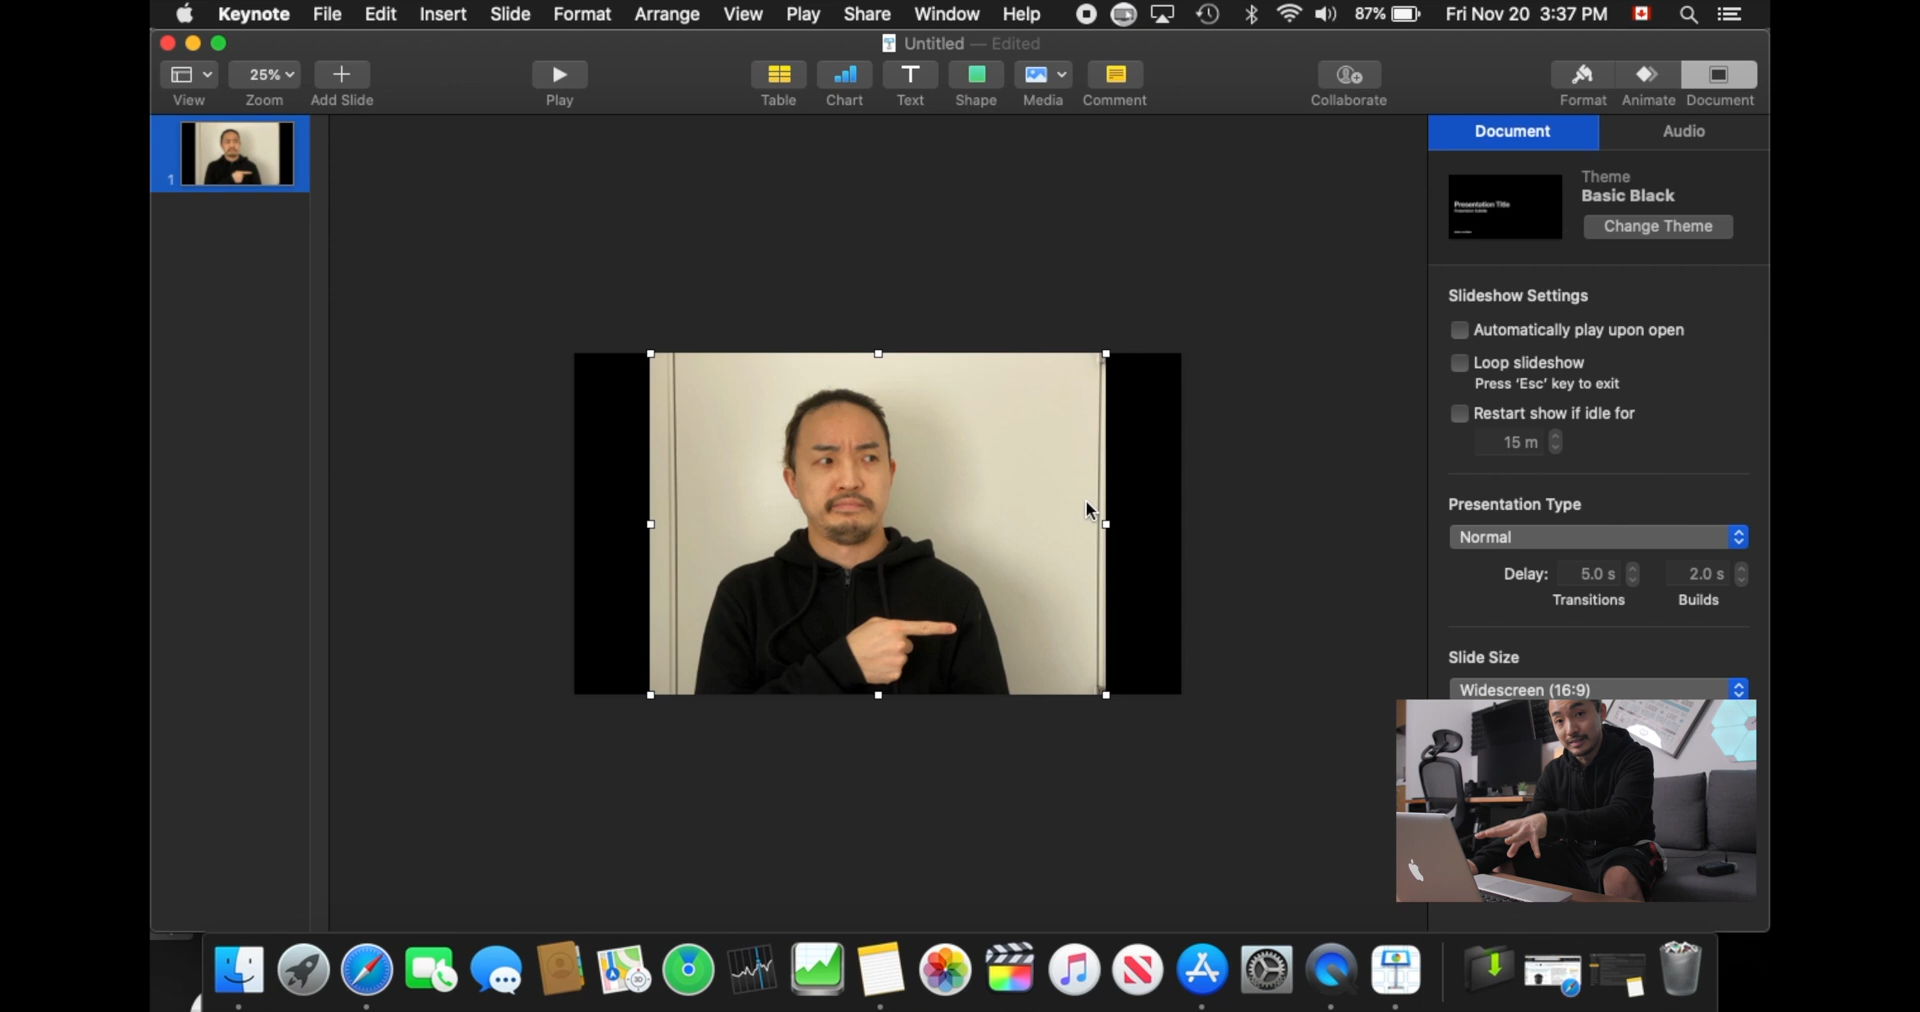 Keynote File Edit Insert Slide Format Arrange View Play Share Window Help 87% Fri Nov 20 3:37 PM
Untitled — Edited
25%
View Zoom Add Slide Play Table Chart Text Shape Media Comment Collaborate Format Animate Document
Document Audio
1
Theme
Basic Black
Presentation Title
Change Theme
Slideshow Settings
Automatically play upon open
Loop slideshow
Press ‘Esc’ key to exit
Restart show if idle for
15 m
Presentation Type
Normal
Delay: 5.0 s 2.0 s
Transitions Builds
Slide Size
Widescreen (16:9)